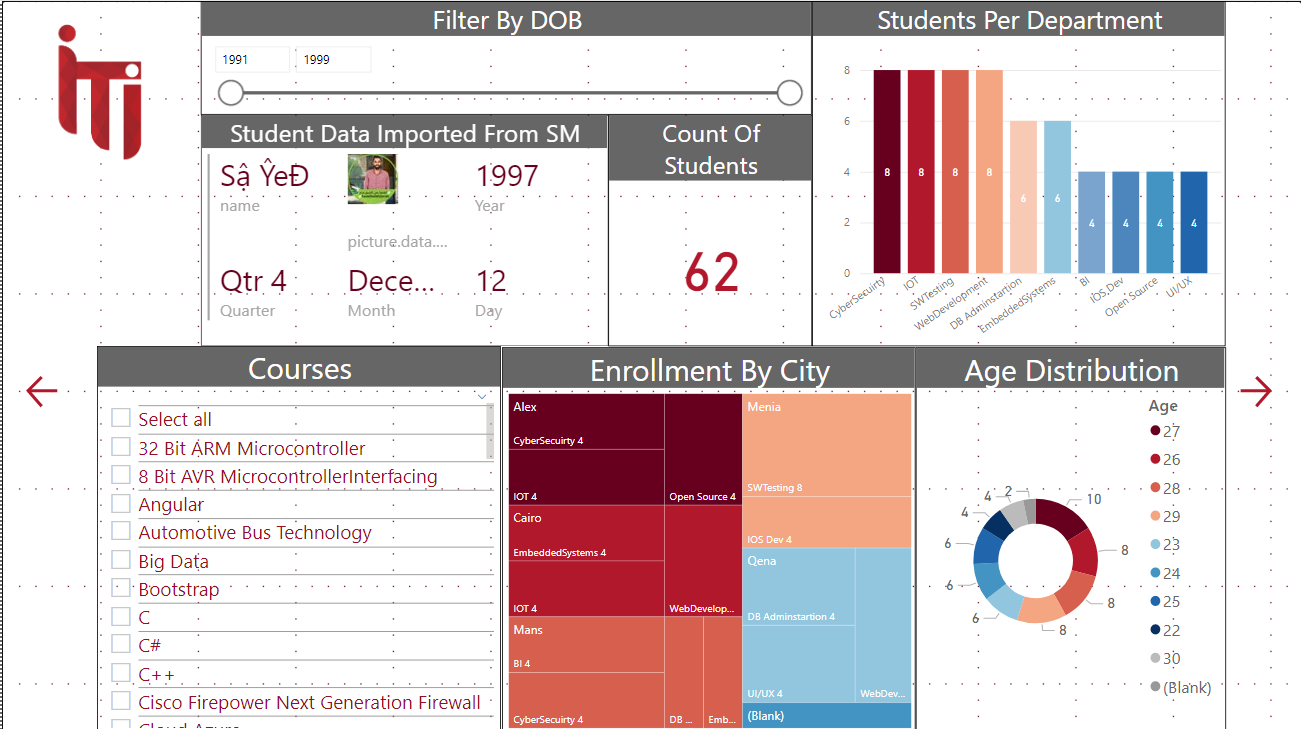 iTi
Filter By DOB
1991
1999
Student Data Imported From SM
Sậ ŶeĐ
name
picture.data....
1997
Year
Qtr 4
Quarter
Dece...
Month
12
Day
Count Of
Students
62
Students Per Department
8
6
4
2
0
8
8
8
8
6
6
4
4
4
4
CyberSecuirty
IOT
SWTesting
WebDevelopment
DB Adminstartion
EmbeddedSystems
BI
IOS Dev
Open Source
UI/UX
Courses
Select all
32 Bit ARM Microcontroller
8 Bit AVR MicrocontrollerInterfacing
Angular
Automotive Bus Technology
Big Data
Bootstrap
C
C#
C++
Cisco Firepower Next Generation Firewall
Cloud Azure
Enrollment By City
Alex
CyberSecuirty 4
IOT 4
Open Source 4
Cairo
EmbeddedSystems 4
IOT 4
WebDevelop...
Mans
BI 4
CyberSecuirty 4
DB ...
Emb...
Menia
SWTesting 8
IOS Dev 4
Qena
DB Adminstartion 4
UI/UX 4
WebDev...
(Blank)
Age Distribution
10
8
8
8
6
6
6
4
4
2
Age
27
26
28
29
23
24
25
22
30
(Blank)